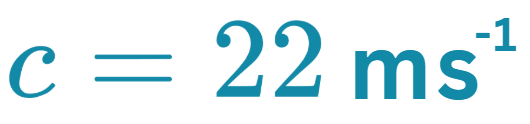 c = 22 ms⁻¹